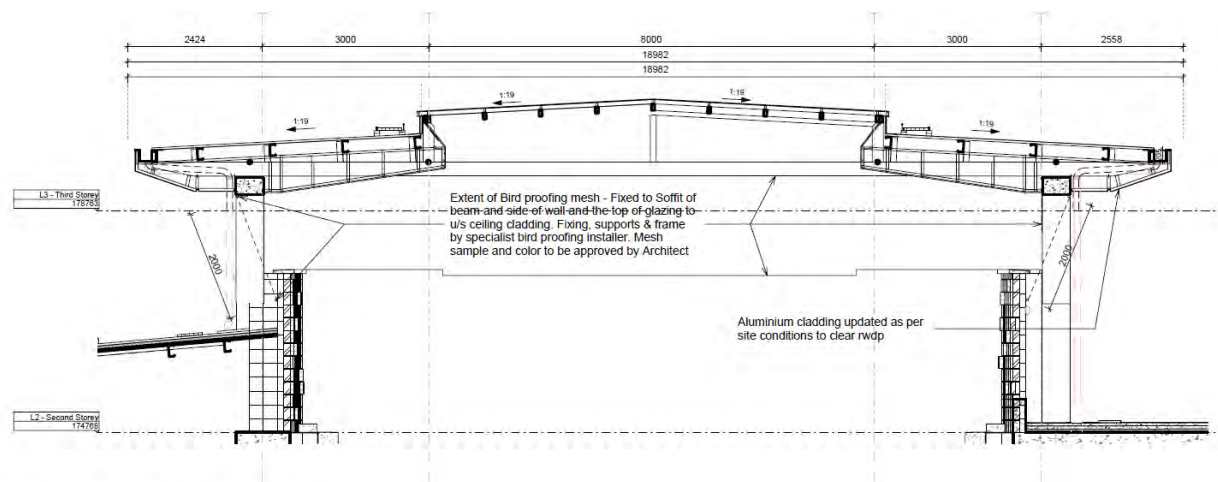 2424 3000 8000 3000 2558
18982
18982
1:19 1:19
1:19 1:19
L3 - Third Storey
178763
Extent of Bird proofing mesh - Fixed to Soffit of
beam and side of wall and the top of glazing to
u/s ceiling cladding. Fixing, supports & frame
by specialist bird proofing installer. Mesh
sample and color to be approved by Architect
2000 2000
Aluminium cladding updated as per
site conditions to clear rwdp
L2 - Second Storey
174768